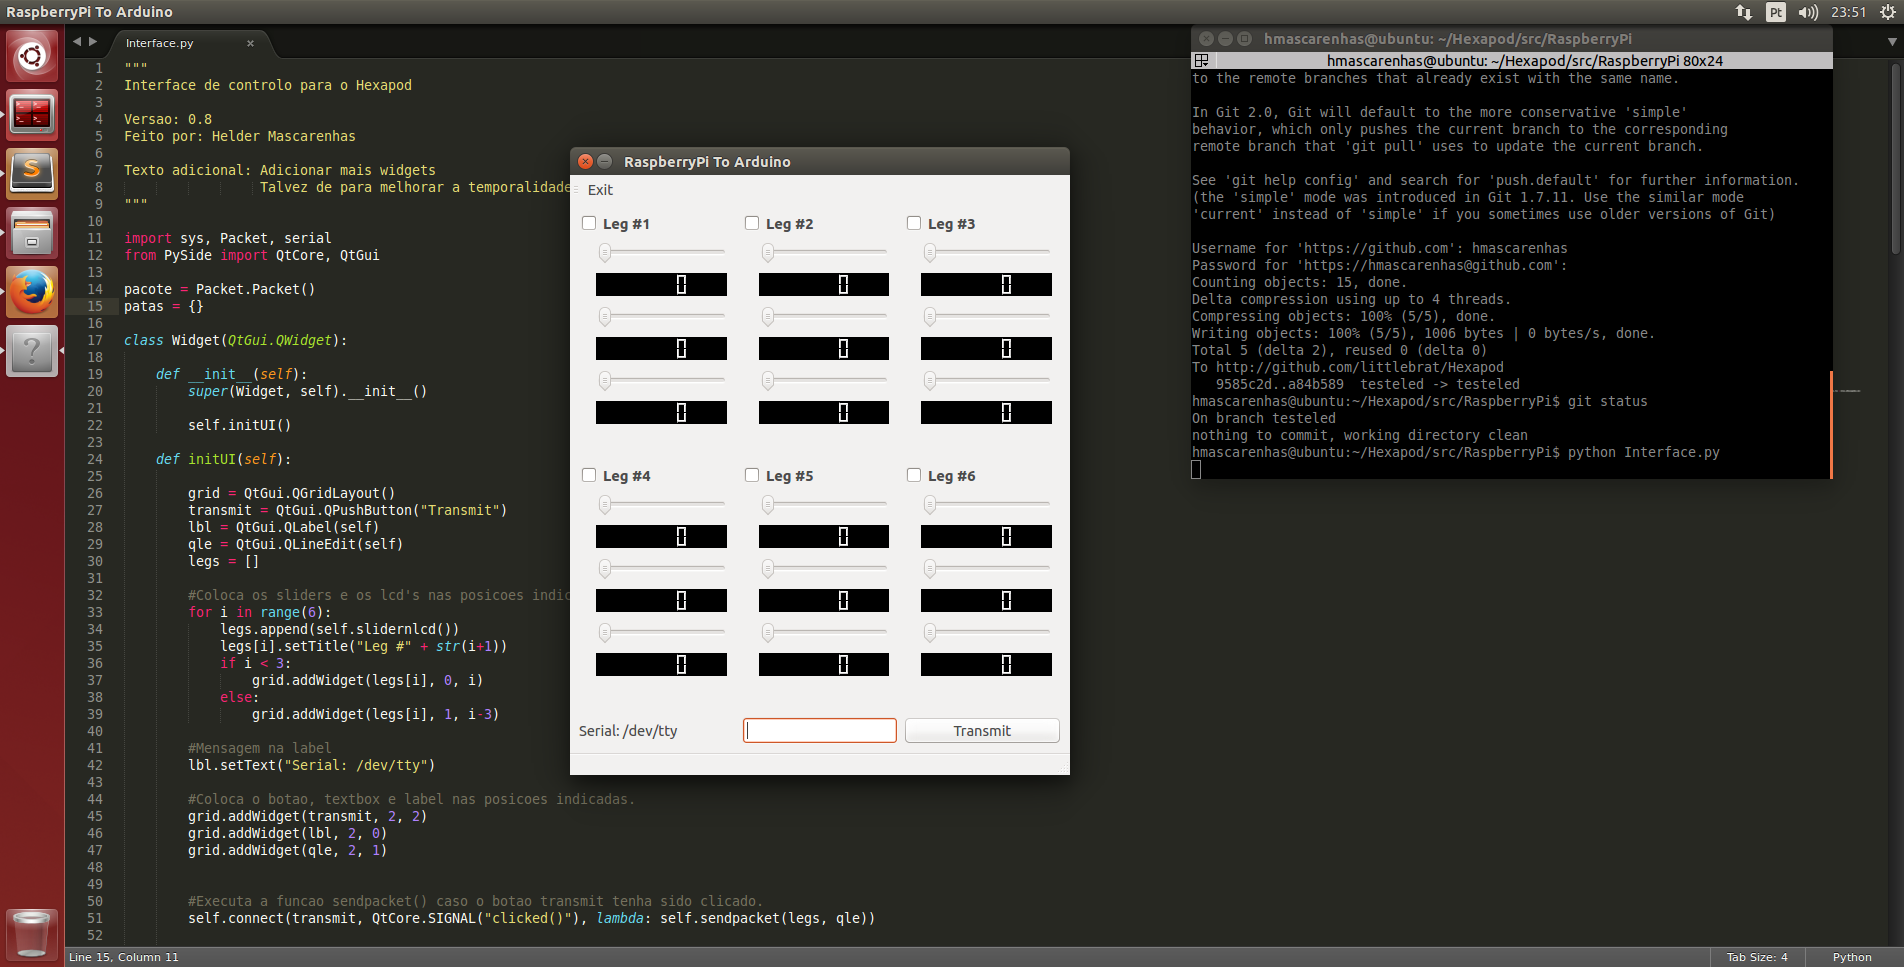 RaspberryPi To Arduino
Pt
23:51
Interface.py
1 """
2 Interface de controlo para o Hexapod
3
4 Versao: 0.8
5 Feito por: Helder Mascarenhas
6
7 Texto adicional: Adicionar mais widgets
8 Talvez de para melhorar a temporalidade
9 """
10
11 import sys, Packet, serial
12 from PySide import QtCore, QtGui
13
14 pacote = Packet.Packet()
15 patas = {}
16
17 class Widget(QtGui.QWidget):
18
19 def __init__(self):
20 super(Widget, self).__init__()
21
22 self.initUI()
23
24 def initUI(self):
25
26 grid = QtGui.QGridLayout()
27 transmit = QtGui.QPushButton("Transmit")
28 lbl = QtGui.QLabel(self)
29 qle = QtGui.QLineEdit(self)
30 legs = []
31
32 #Coloca os sliders e os lcd's nas posicoes indic
33 for i in range(6):
34 legs.append(self.slidernlcd())
35 legs[i].setTitle("Leg #" + str(i+1))
36 if i < 3:
37 grid.addWidget(legs[i], 0, i)
38 else:
39 grid.addWidget(legs[i], 1, i-3)
40
41 #Mensagem na label
42 lbl.setText("Serial: /dev/tty")
43
44 #Coloca o botao, textbox e label nas posicoes indicadas.
45 grid.addWidget(transmit, 2, 2)
46 grid.addWidget(lbl, 2, 0)
47 grid.addWidget(qle, 2, 1)
48
49
50 #Executa a funcao sendpacket() caso o botao transmit tenha sido clicado.
51 self.connect(transmit, QtCore.SIGNAL("clicked()"), lambda: self.sendpacket(legs, qle))
52
Line 15, Column 11
Tab Size: 4
Python
RaspberryPi To Arduino
Exit
Leg #1 Leg #2 Leg #3
0 0 0
0 0 0
0 0 0
Leg #4 Leg #5 Leg #6
0 0 0
0 0 0
0 0 0
Serial: /dev/tty
Transmit
hmascarenhas@ubuntu: ~/Hexapod/src/RaspberryPi
hmascarenhas@ubuntu: ~/Hexapod/src/RaspberryPi 80x24
to the remote branches that already exist with the same name.

In Git 2.0, Git will default to the more conservative 'simple'
behavior, which only pushes the current branch to the corresponding
remote branch that 'git pull' uses to update the current branch.

See 'git help config' and search for 'push.default' for further information.
(the 'simple' mode was introduced in Git 1.7.11. Use the similar mode
'current' instead of 'simple' if you sometimes use older versions of Git)

Username for 'https://github.com': hmascarenhas
Password for 'https://hmascarenhas@github.com':
Counting objects: 15, done.
Delta compression using up to 4 threads.
Compressing objects: 100% (5/5), done.
Writing objects: 100% (5/5), 1006 bytes | 0 bytes/s, done.
Total 5 (delta 2), reused 0 (delta 0)
To http://github.com/littlebrat/Hexapod
9585c2d..a84b589 testeled -> testeled
hmascarenhas@ubuntu:~/Hexapod/src/RaspberryPi$ git status
On branch testeled
nothing to commit, working directory clean
hmascarenhas@ubuntu:~/Hexapod/src/RaspberryPi$ python Interface.py